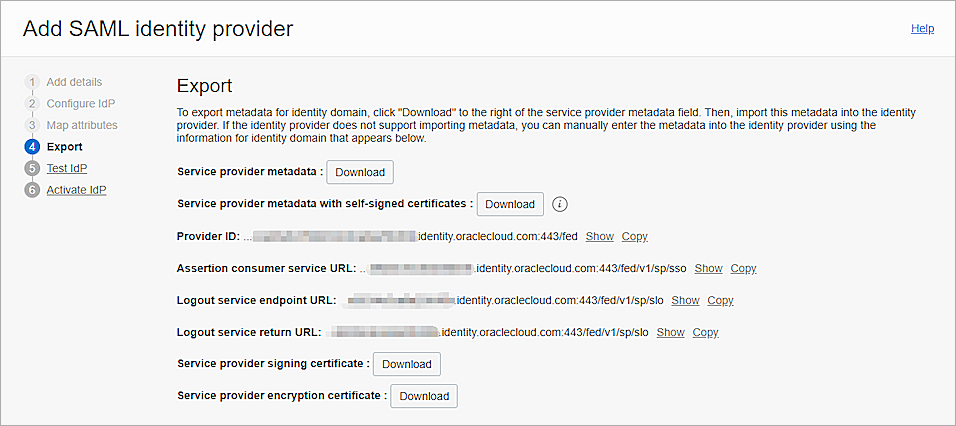 Add SAML identity provider
Help
1 Add details
2 Configure IdP
3 Map attributes
4 Export
5 Test IdP
6 Activate IdP
Export
To export metadata for identity domain, click "Download" to the right of the service provider metadata field. Then, import this metadata into the identity
provider. If the identity provider does not support importing metadata, you can manually enter the metadata into the identity provider using the
information for identity domain that appears below.
Service provider metadata : Download
Service provider metadata with self-signed certificates : Download i
Provider ID: ... identity.oraclecloud.com:443/fed Show Copy
Assertion consumer service URL: .. .identity.oraclecloud.com:443/fed/v1/sp/sso Show Copy
Logout service endpoint URL: .identity.oraclecloud.com:443/fed/v1/sp/slo Show Copy
Logout service return URL: .identity.oraclecloud.com:443/fed/v1/sp/slo Show Copy
Service provider signing certificate : Download
Service provider encryption certificate : Download